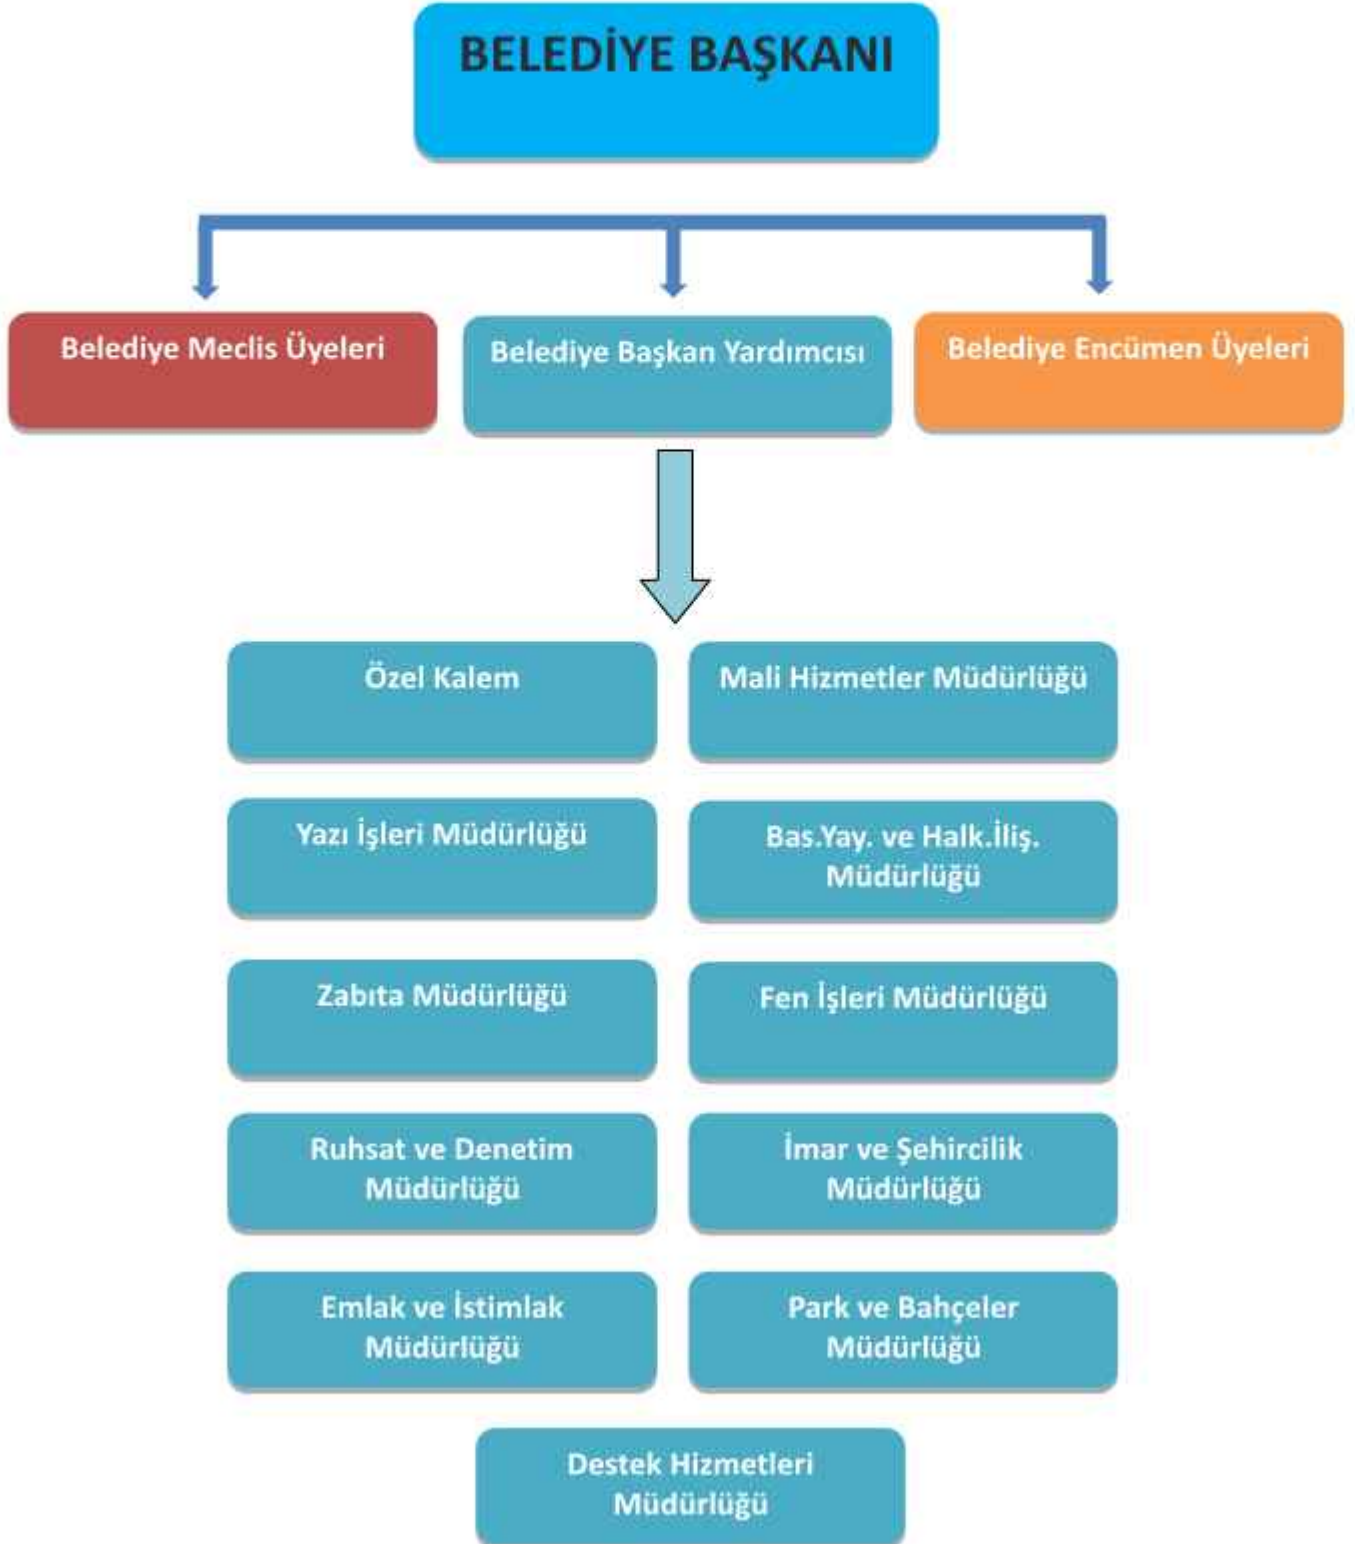 BELEDİYE BAŞKANI
Belediye Meclis Üyeleri
Belediye Başkan Yardımcısı
Belediye Encümen Üyeleri
Özel Kalem
Mali Hizmetler Müdürlüğü
Yazı İşleri Müdürlüğü
Bas.Yay. ve Halk.İliş.
Müdürlüğü
Zabıta Müdürlüğü
Fen İşleri Müdürlüğü
Ruhsat ve Denetim
Müdürlüğü
İmar ve Şehircilik
Müdürlüğü
Emlak ve İstimlak
Müdürlüğü
Park ve Bahçeler
Müdürlüğü
Destek Hizmetleri
Müdürlüğü